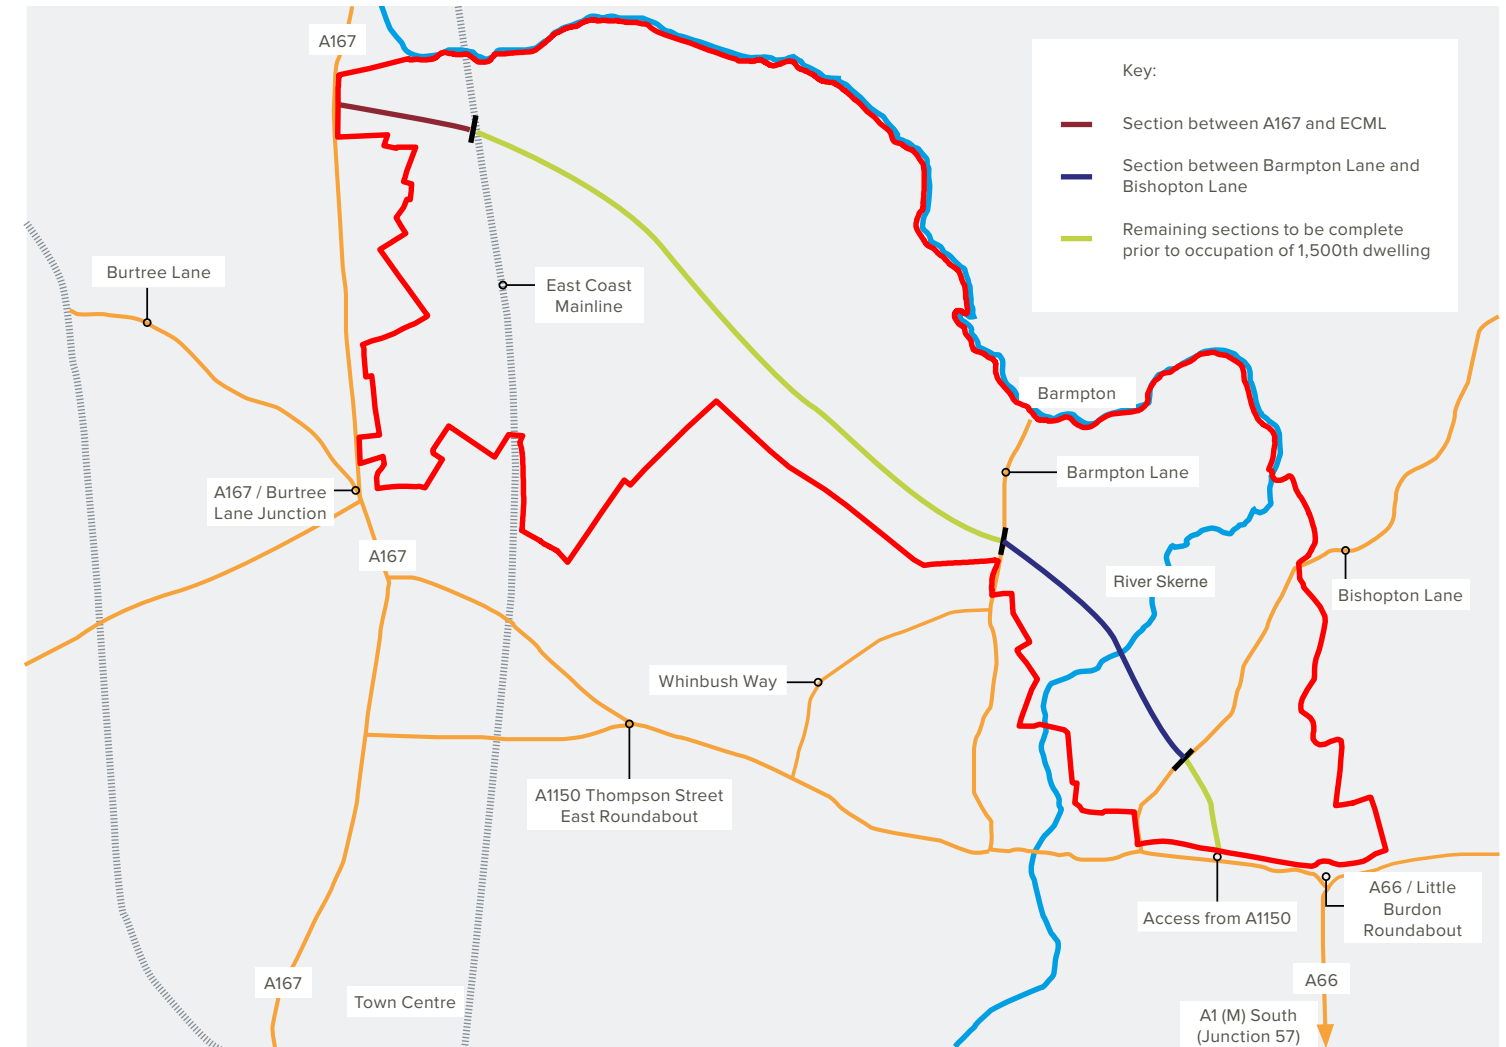 A167
Key:
Section between A167 and ECML
Section between Barmpton Lane and
Bishopton Lane
Remaining sections to be complete
prior to occupation of 1,500th dwelling
Burtree Lane
East Coast
Mainline
Barmpton
Barmpton Lane
A167 / Burtree
Lane Junction
A167
River Skerne
Bishopton Lane
Whinbush Way
A1150 Thompson Street
East Roundabout
Access from A1150
A66 / Little
Burdon
Roundabout
A167
Town Centre
A66
A1 (M) South
(Junction 57)